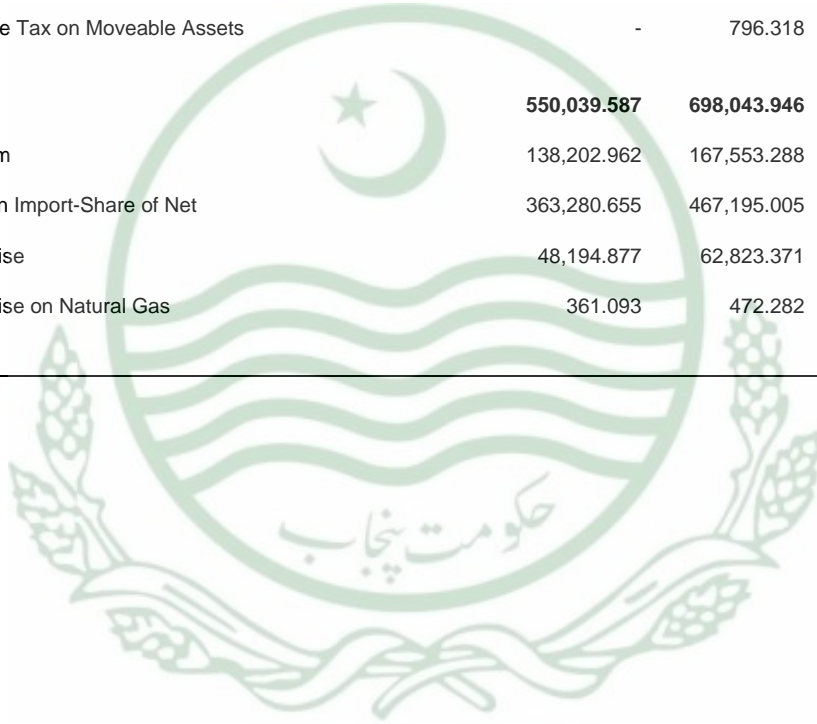 e Tax on Moveable Assets - 796.318
550,039.587 698,043.946
m 138,202.962 167,553.288
n Import-Share of Net 363,280.655 467,195.005
ise 48,194.877 62,823.371
ise on Natural Gas 361.093 472.282
حکومت پنجاب